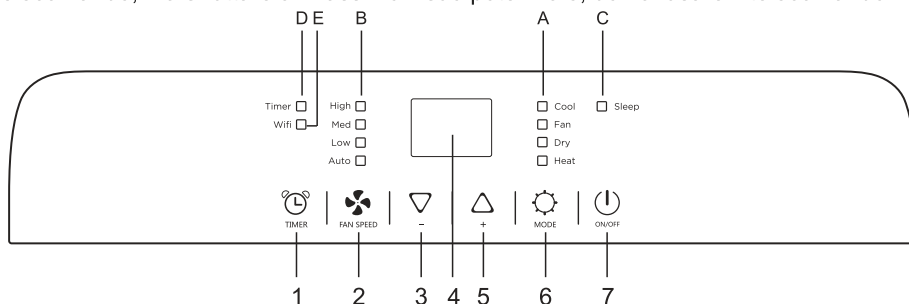 D E B A C
Timer High Cool Sleep
Wifi Med Fan
Low Dry
Auto Heat
TIMER FAN SPEED − + MODE ON/OFF
1 2 3 4 5 6 7